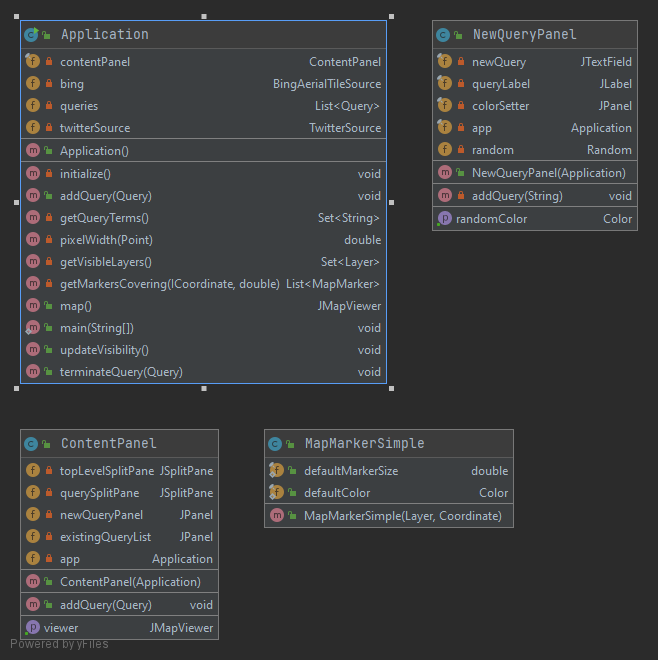 Application
contentPanel ContentPanel
bing BingAerialTileSource
queries List<Query>
twitterSource TwitterSource
Application()
initialize() void
addQuery(Query) void
getQueryTerms() Set<String>
pixelWidth(Point) double
getVisibleLayers() Set<Layer>
getMarkersCovering(ICoordinate, double) List<MapMarker>
map() JMapViewer
main(String[]) void
updateVisibility() void
terminateQuery(Query) void
NewQueryPanel
newQuery JTextField
queryLabel JLabel
colorSetter JPanel
app Application
random Random
NewQueryPanel(Application)
addQuery(String) void
randomColor Color
ContentPanel
topLevelSplitPane JSplitPane
querySplitPane JSplitPane
newQueryPanel JPanel
existingQueryList JPanel
app Application
ContentPanel(Application)
addQuery(Query) void
viewer JMapViewer
MapMarkerSimple
defaultMarkerSize double
defaultColor Color
MapMarkerSimple(Layer, Coordinate)
Powered by yFiles